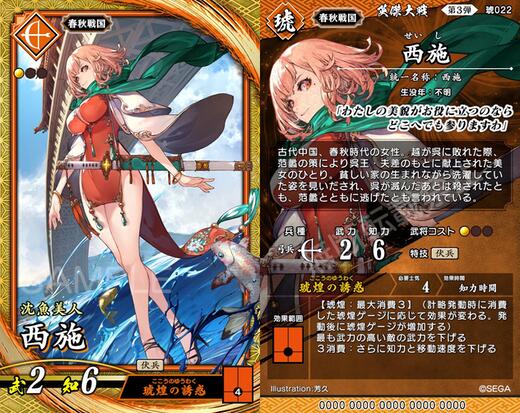 春秋戦国
沈魚美人
西施
伏兵
武2 知6
ここうのゆうわく
琥煌の誘惑
4
琥
春秋戦国
英傑大戦
第3弾
琥022
せいし
西施
統一名称：西施
生没年：不明
「わたしの美貌がお役に立つのなら
どこへでも参りますわ」
古代中国、春秋時代の女性。越が呉に敗れた際、
范蠡の策により呉王・夫差のもとに献上された美
女のひとり。貧しい家の生まれながら洗濯してい
た姿を見いだされ、呉が滅んだあとは殺されたと
も、范蠡とともに逃げたとも言われている。
兵種 武力 知力 武将コスト
弓兵 2 6
特技 伏兵
ここうのゆうわく
琥煌の誘惑
必要士気
4
効果時間
知力時間
効果範囲
【琥煌：最大消費3】（計略発動時に消費
した琥煌ゲージに応じて効果が変わる。発
動後に琥煌ゲージが増加する）
最も武力の高い敵の武力を下げる
3消費：さらに知力と移動速度を下げる
Illustration:芳久
©SEGA
0000 0000 0000 0000 0000